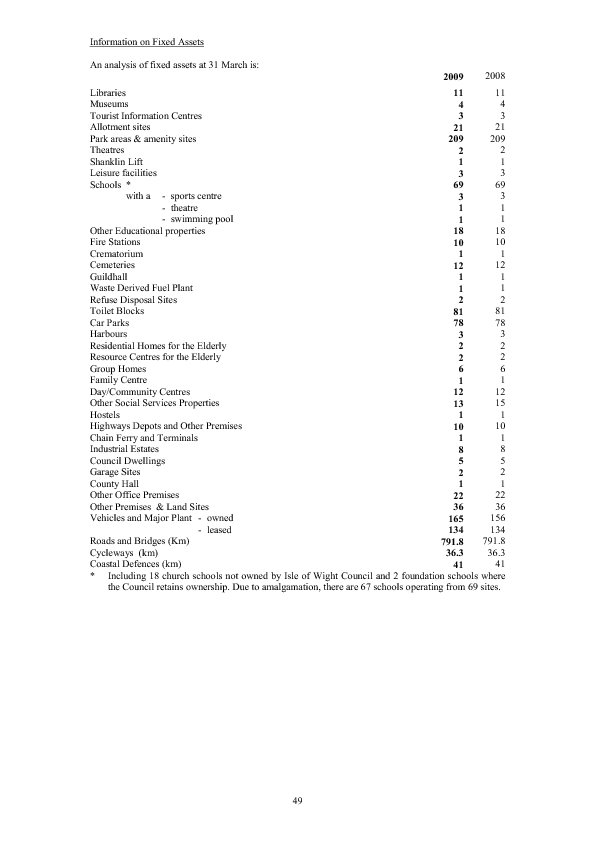 Information on Fixed Assets
An analysis of fixed assets at 31 March is:
2009 2008
Libraries 11 11
Museums 4 4
Tourist Information Centres 3 3
Allotment sites 21 21
Park areas & amenity sites 209 209
Theatres 2 2
Shanklin Lift 1 1
Leisure facilities 3 3
Schools * 69 69
with a - sports centre 3 3
- theatre 1 1
- swimming pool 1 1
Other Educational properties 18 18
Fire Stations 10 10
Crematorium 1 1
Cemeteries 12 12
Guildhall 1 1
Waste Derived Fuel Plant 1 1
Refuse Disposal Sites 2 2
Toilet Blocks 81 81
Car Parks 78 78
Harbours 3 3
Residential Homes for the Elderly 2 2
Resource Centres for the Elderly 2 2
Group Homes 6 6
Family Centre 1 1
Day/Community Centres 12 12
Other Social Services Properties 13 15
Hostels 1 1
Highways Depots and Other Premises 10 10
Chain Ferry and Terminals 1 1
Industrial Estates 8 8
Council Dwellings 5 5
Garage Sites 2 2
County Hall 1 1
Other Office Premises 22 22
Other Premises & Land Sites 36 36
Vehicles and Major Plant - owned 165 156
- leased 134 134
Roads and Bridges (Km) 791.8 791.8
Cycleways (km) 36.3 36.3
Coastal Defences (km) 41 41
* Including 18 church schools not owned by Isle of Wight Council and 2 foundation schools where
the Council retains ownership. Due to amalgamation, there are 67 schools operating from 69 sites.
49